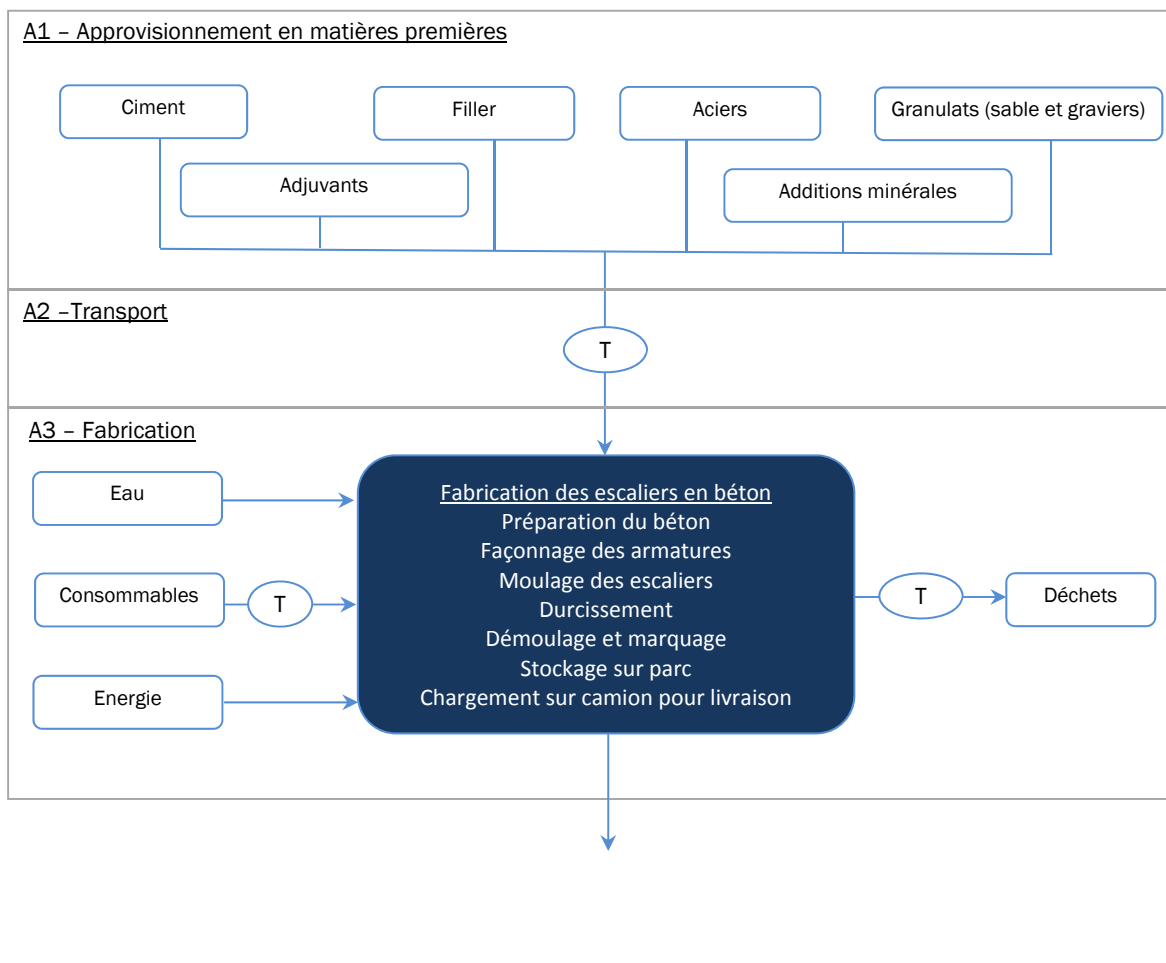 A1 – Approvisionnement en matières premières
Ciment
Filler
Aciers
Granulats (sable et graviers)
Adjuvants
Additions minérales
A2 –Transport
T
A3 – Fabrication
Eau
Consommables
T
Energie
Fabrication des escaliers en béton
Préparation du béton
Façonnage des armatures
Moulage des escaliers
Durcissement
Démoulage et marquage
Stockage sur parc
Chargement sur camion pour livraison
T
Déchets